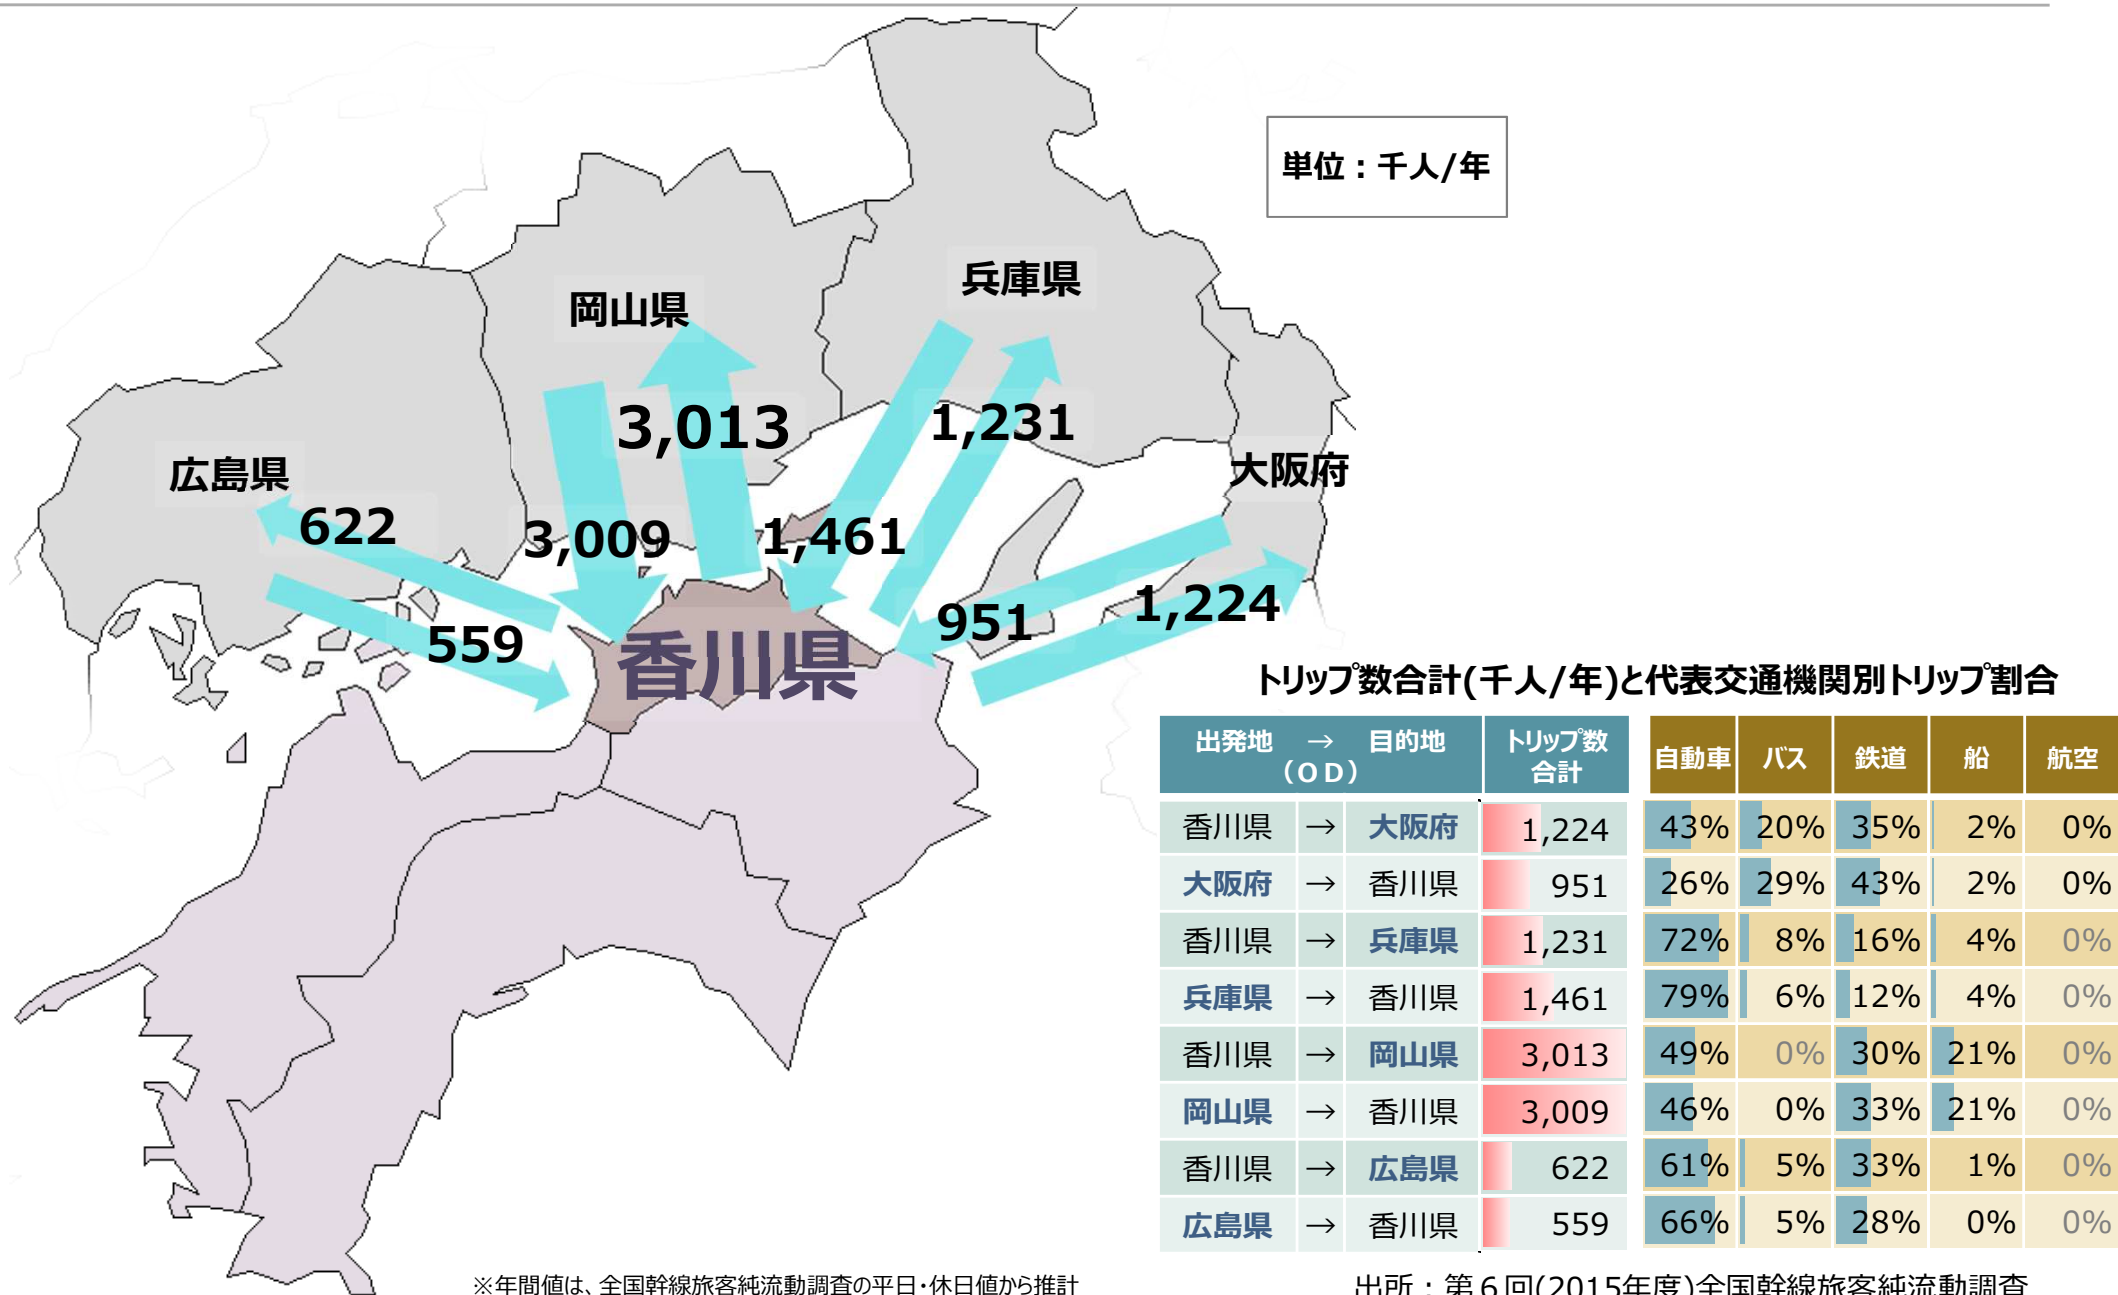 単位：千人/年
兵庫県
岡山県
3,013
1,231
広島県
大阪府
622
3,009
1,461
951
1,224
559
香川県
トリップ数合計(千人/年)と代表交通機関別トリップ割合
出発地 → 目的地 （ＯＤ） トリップ数 合計 自動車 バス 鉄道 船 航空
香川県 → 大阪府 1,224 43% 20% 35% 2% 0%
大阪府 → 香川県 951 26% 29% 43% 2% 0%
香川県 → 兵庫県 1,231 72% 8% 16% 4% 0%
兵庫県 → 香川県 1,461 79% 6% 12% 4% 0%
香川県 → 岡山県 3,013 49% 0% 30% 21% 0%
岡山県 → 香川県 3,009 46% 0% 33% 21% 0%
香川県 → 広島県 622 61% 5% 33% 1% 0%
広島県 → 香川県 559 66% 5% 28% 0% 0%
※年間値は、全国幹線旅客純流動調査の平日・休日値から推計
出所：第６回(2015年度)全国幹線旅客純流動調査